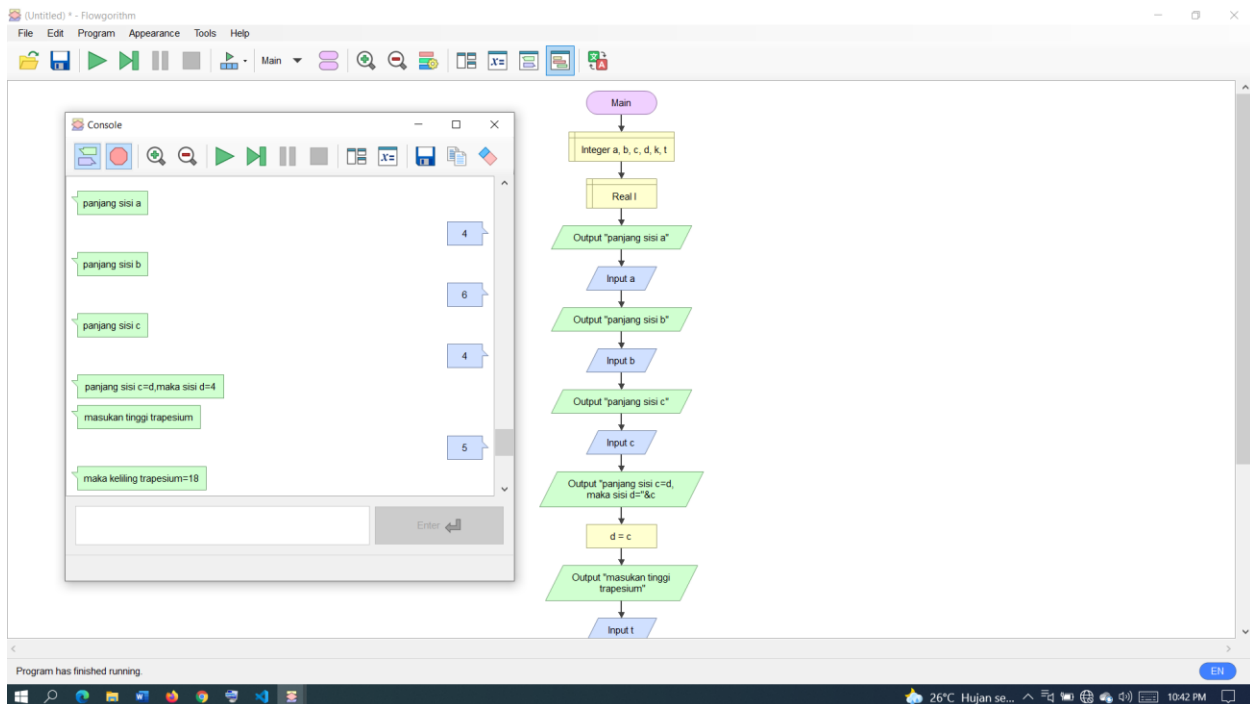 (Untitled) * - Flowgorithm
File Edit Program Appearance Tools Help
Main
x=
Console
x=
panjang sisi a
4
panjang sisi b
6
panjang sisi c
4
panjang sisi c=d,maka sisi d=4
masukan tinggi trapesium
5
maka keliling trapesium=18
Enter
Main
Integer a, b, c, d, k, t
Real l
Output "panjang sisi a"
Input a
Output "panjang sisi b"
Input b
Output "panjang sisi c"
Input c
Output "panjang sisi c=d,
maka sisi d="&c
d = c
Output "masukan tinggi
trapesium"
Input t
Program has finished running.
EN
26°C Hujan se... 10:42 PM